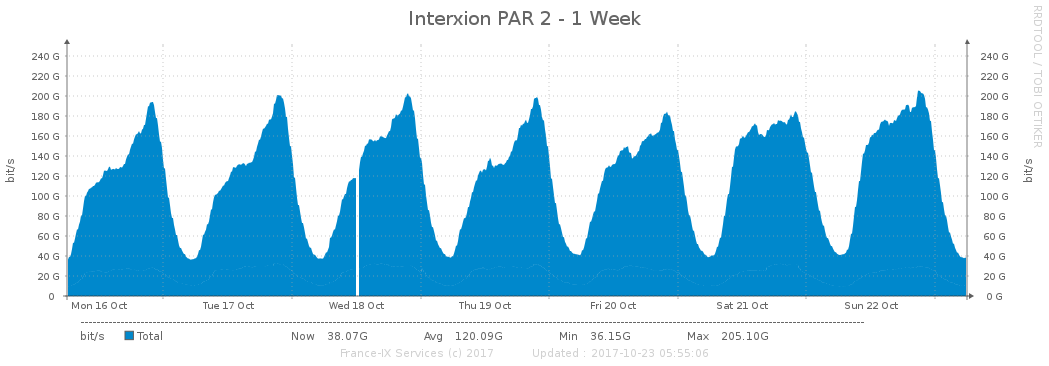 Interxion PAR 2 - 1 Week
RRDTOOL / TOBI OETIKER
240 G 240 G
220 G 220 G
200 G 200 G
180 G 180 G
160 G 160 G
140 G 140 G
120 G 120 G
100 G 100 G
80 G 80 G
60 G 60 G
40 G 40 G
20 G 20 G
0 0 G
bit/s
bit/s
Mon 16 Oct Tue 17 Oct Wed 18 Oct Thu 19 Oct Fri 20 Oct Sat 21 Oct Sun 22 Oct
bit/s Total Now 38.07G Avg 120.09G Min 36.15G Max 205.10G
France-IX Services (c) 2017 Updated : 2017-10-23 05:55:06